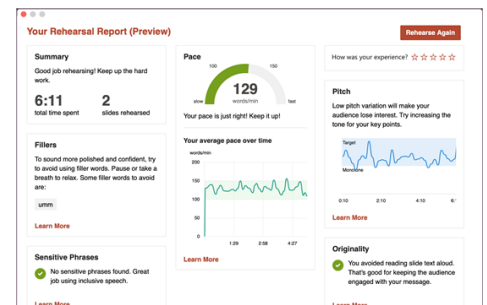 Your Rehearsal Report (Preview)
Rehearse Again
Summary
Good job rehearsing! Keep up the hard
work.
6:11
total time spent
2
slides rehearsed
Fillers
To sound more polished and confident, try
to avoid using filler words. Pause or take a
breath to relax. Some filler words to avoid
are:
umm
Learn More
Sensitive Phrases
No sensitive phrases found. Great
job using inclusive speech.
Learn More
Pace
100
150
slow
129
words/min
fast
Your pace is just right! Keep it up!
Your average pace over time
words/min
200
150
100
50
0
1:29
2:58
4:27
Learn More
How was your experience?
Pitch
Low pitch variation will make your
audience lose interest. Try increasing the
tone for your key points.
Target
Monotone
0:10
2:10
4:10
6:
Learn More
Originality
You avoided reading slide text aloud.
That's good for keeping the audience
engaged with your message.
Learn More